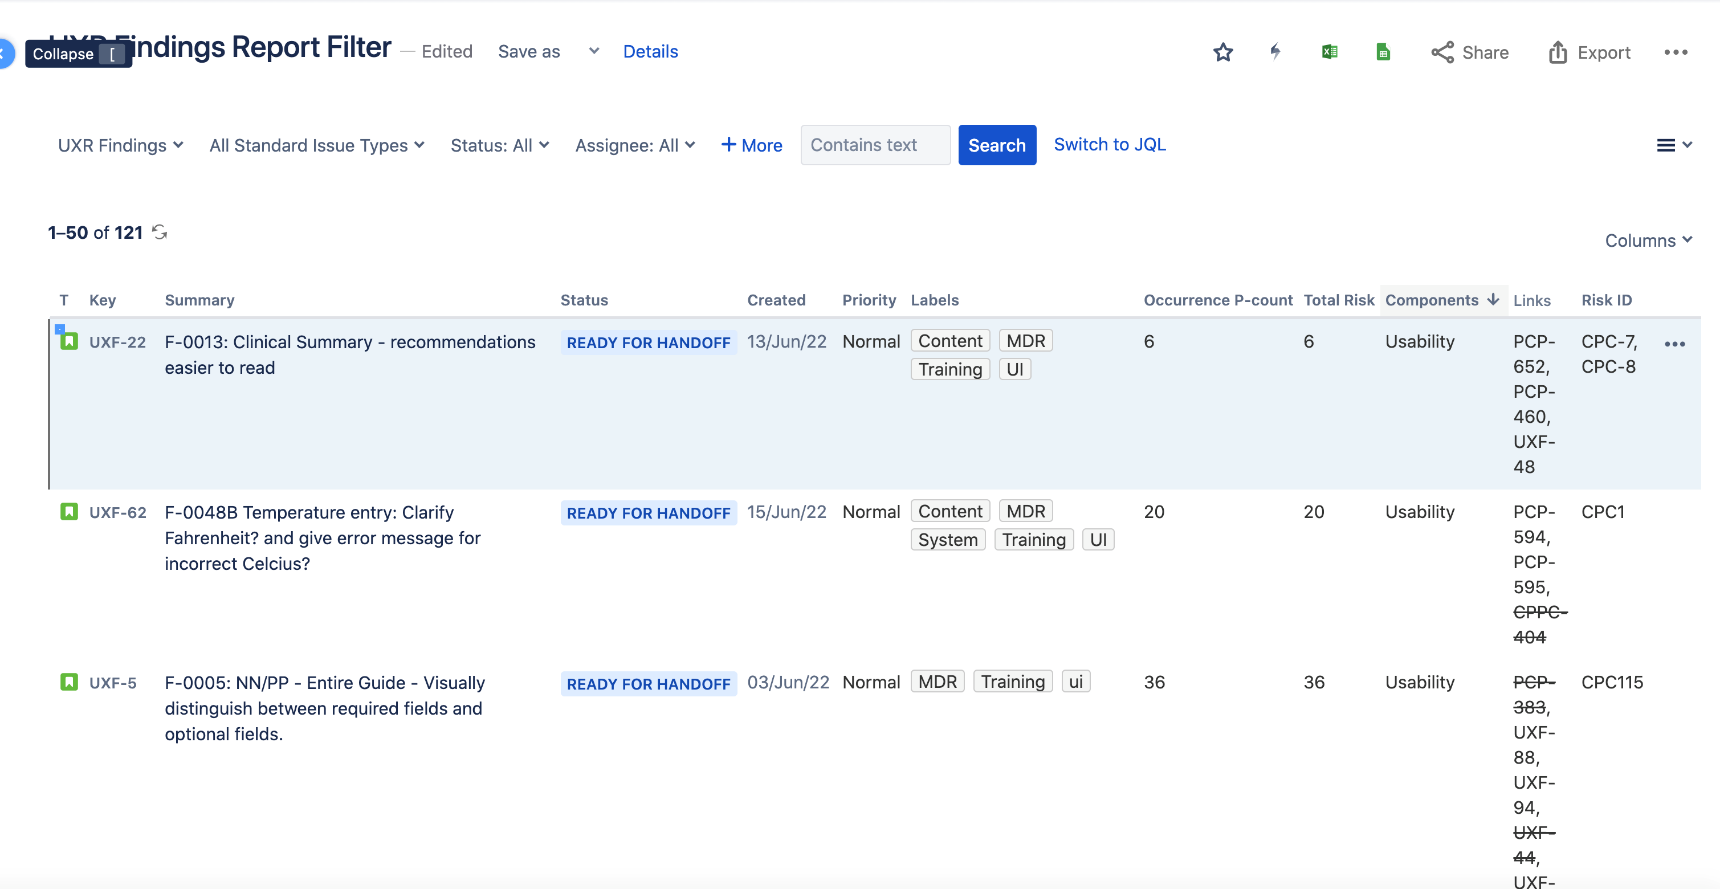 Collapse [
Findings Report Filter — Edited Save as Details
Share Export
UXR Findings All Standard Issue Types Status: All Assignee: All + More Contains text Search Switch to JQL
1–50 of 121
Columns
T Key Summary Status Created Priority Labels Occurrence P-count Total Risk Components Links Risk ID
UXF-22 F-0013: Clinical Summary - recommendations READY FOR HANDOFF 13/Jun/22 Normal Content MDR 6 6 Usability PCP- CPC-7,
easier to read Training UI 652, CPC-8
PCP-
460,
UXF-
48
UXF-62 F-0048B Temperature entry: Clarify READY FOR HANDOFF 15/Jun/22 Normal Content MDR 20 20 Usability PCP- CPC1
Fahrenheit? and give error message for System Training UI 594,
incorrect Celcius? PCP-
595,
CPPC-
404
UXF-5 F-0005: NN/PP - Entire Guide - Visually READY FOR HANDOFF 03/Jun/22 Normal MDR Training ui 36 36 Usability PCP- CPC115
distinguish between required fields and 383,
optional fields. UXF-
88,
UXF-
94,
UXF-
44,
UXF-